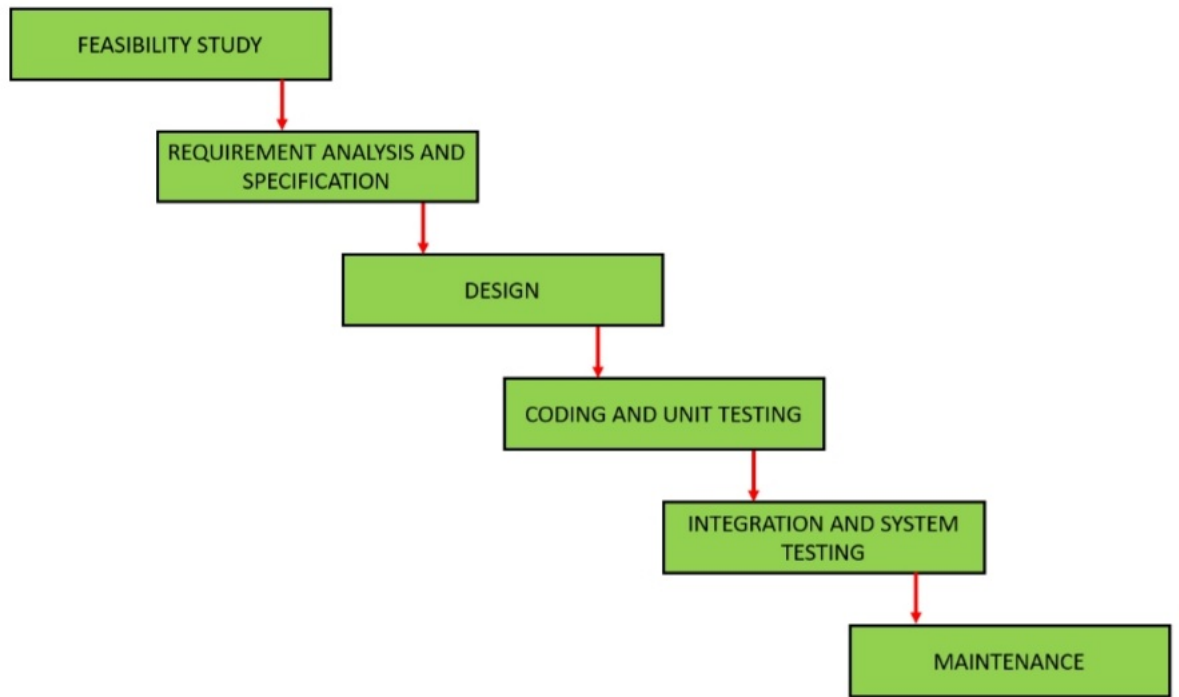 FEASIBILITY STUDY
REQUIREMENT ANALYSIS AND
SPECIFICATION
DESIGN
CODING AND UNIT TESTING
INTEGRATION AND SYSTEM
TESTING
MAINTENANCE